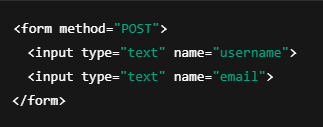 <form method="POST">
  <input type="text" name="username">
  <input type="text" name="email">
</form>